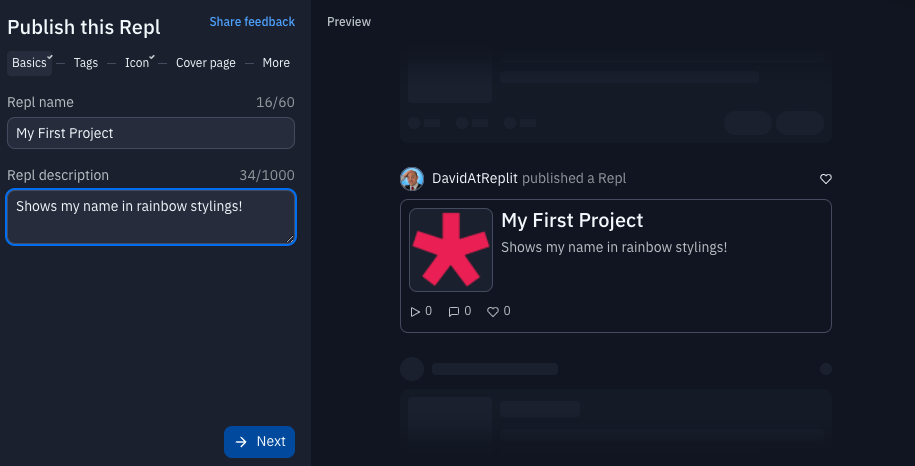 Publish this Repl
Share feedback
Basics — Tags — Icon — Cover page — More
Repl name 16/60
My First Project
Repl description 34/1000
Shows my name in rainbow stylings!
Next
Preview
DavidAtReplit published a Repl
My First Project
Shows my name in rainbow stylings!
0 0 0